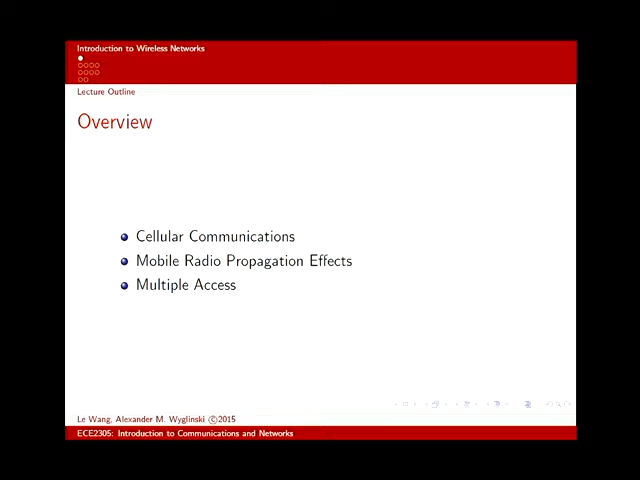 Introduction to Wireless Networks
Lecture Outline
Overview
Cellular Communications
Mobile Radio Propagation Effects
Multiple Access
Le Wang, Alexander M. Wyglinski ©2015
ECE2305: Introduction to Communications and Networks